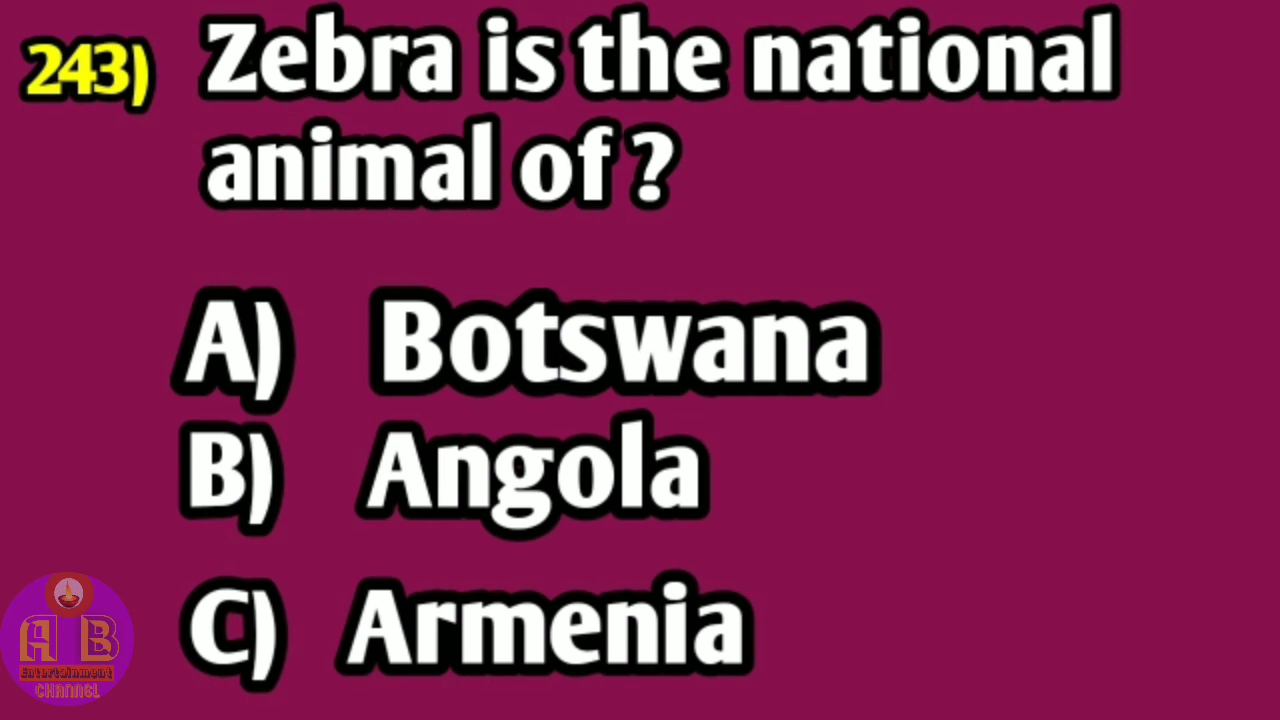 243) Zebra is the national
animal of ?
A) Botswana
B) Angola
C) Armenia
A B
Entertainment
CHANNEL